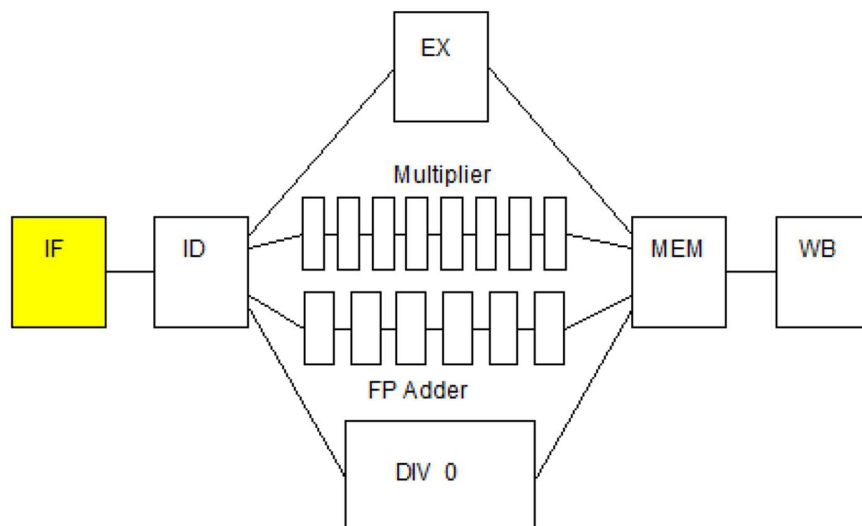 EX
Multiplier
IF
ID
MEM
WB
FP Adder
DIV 0